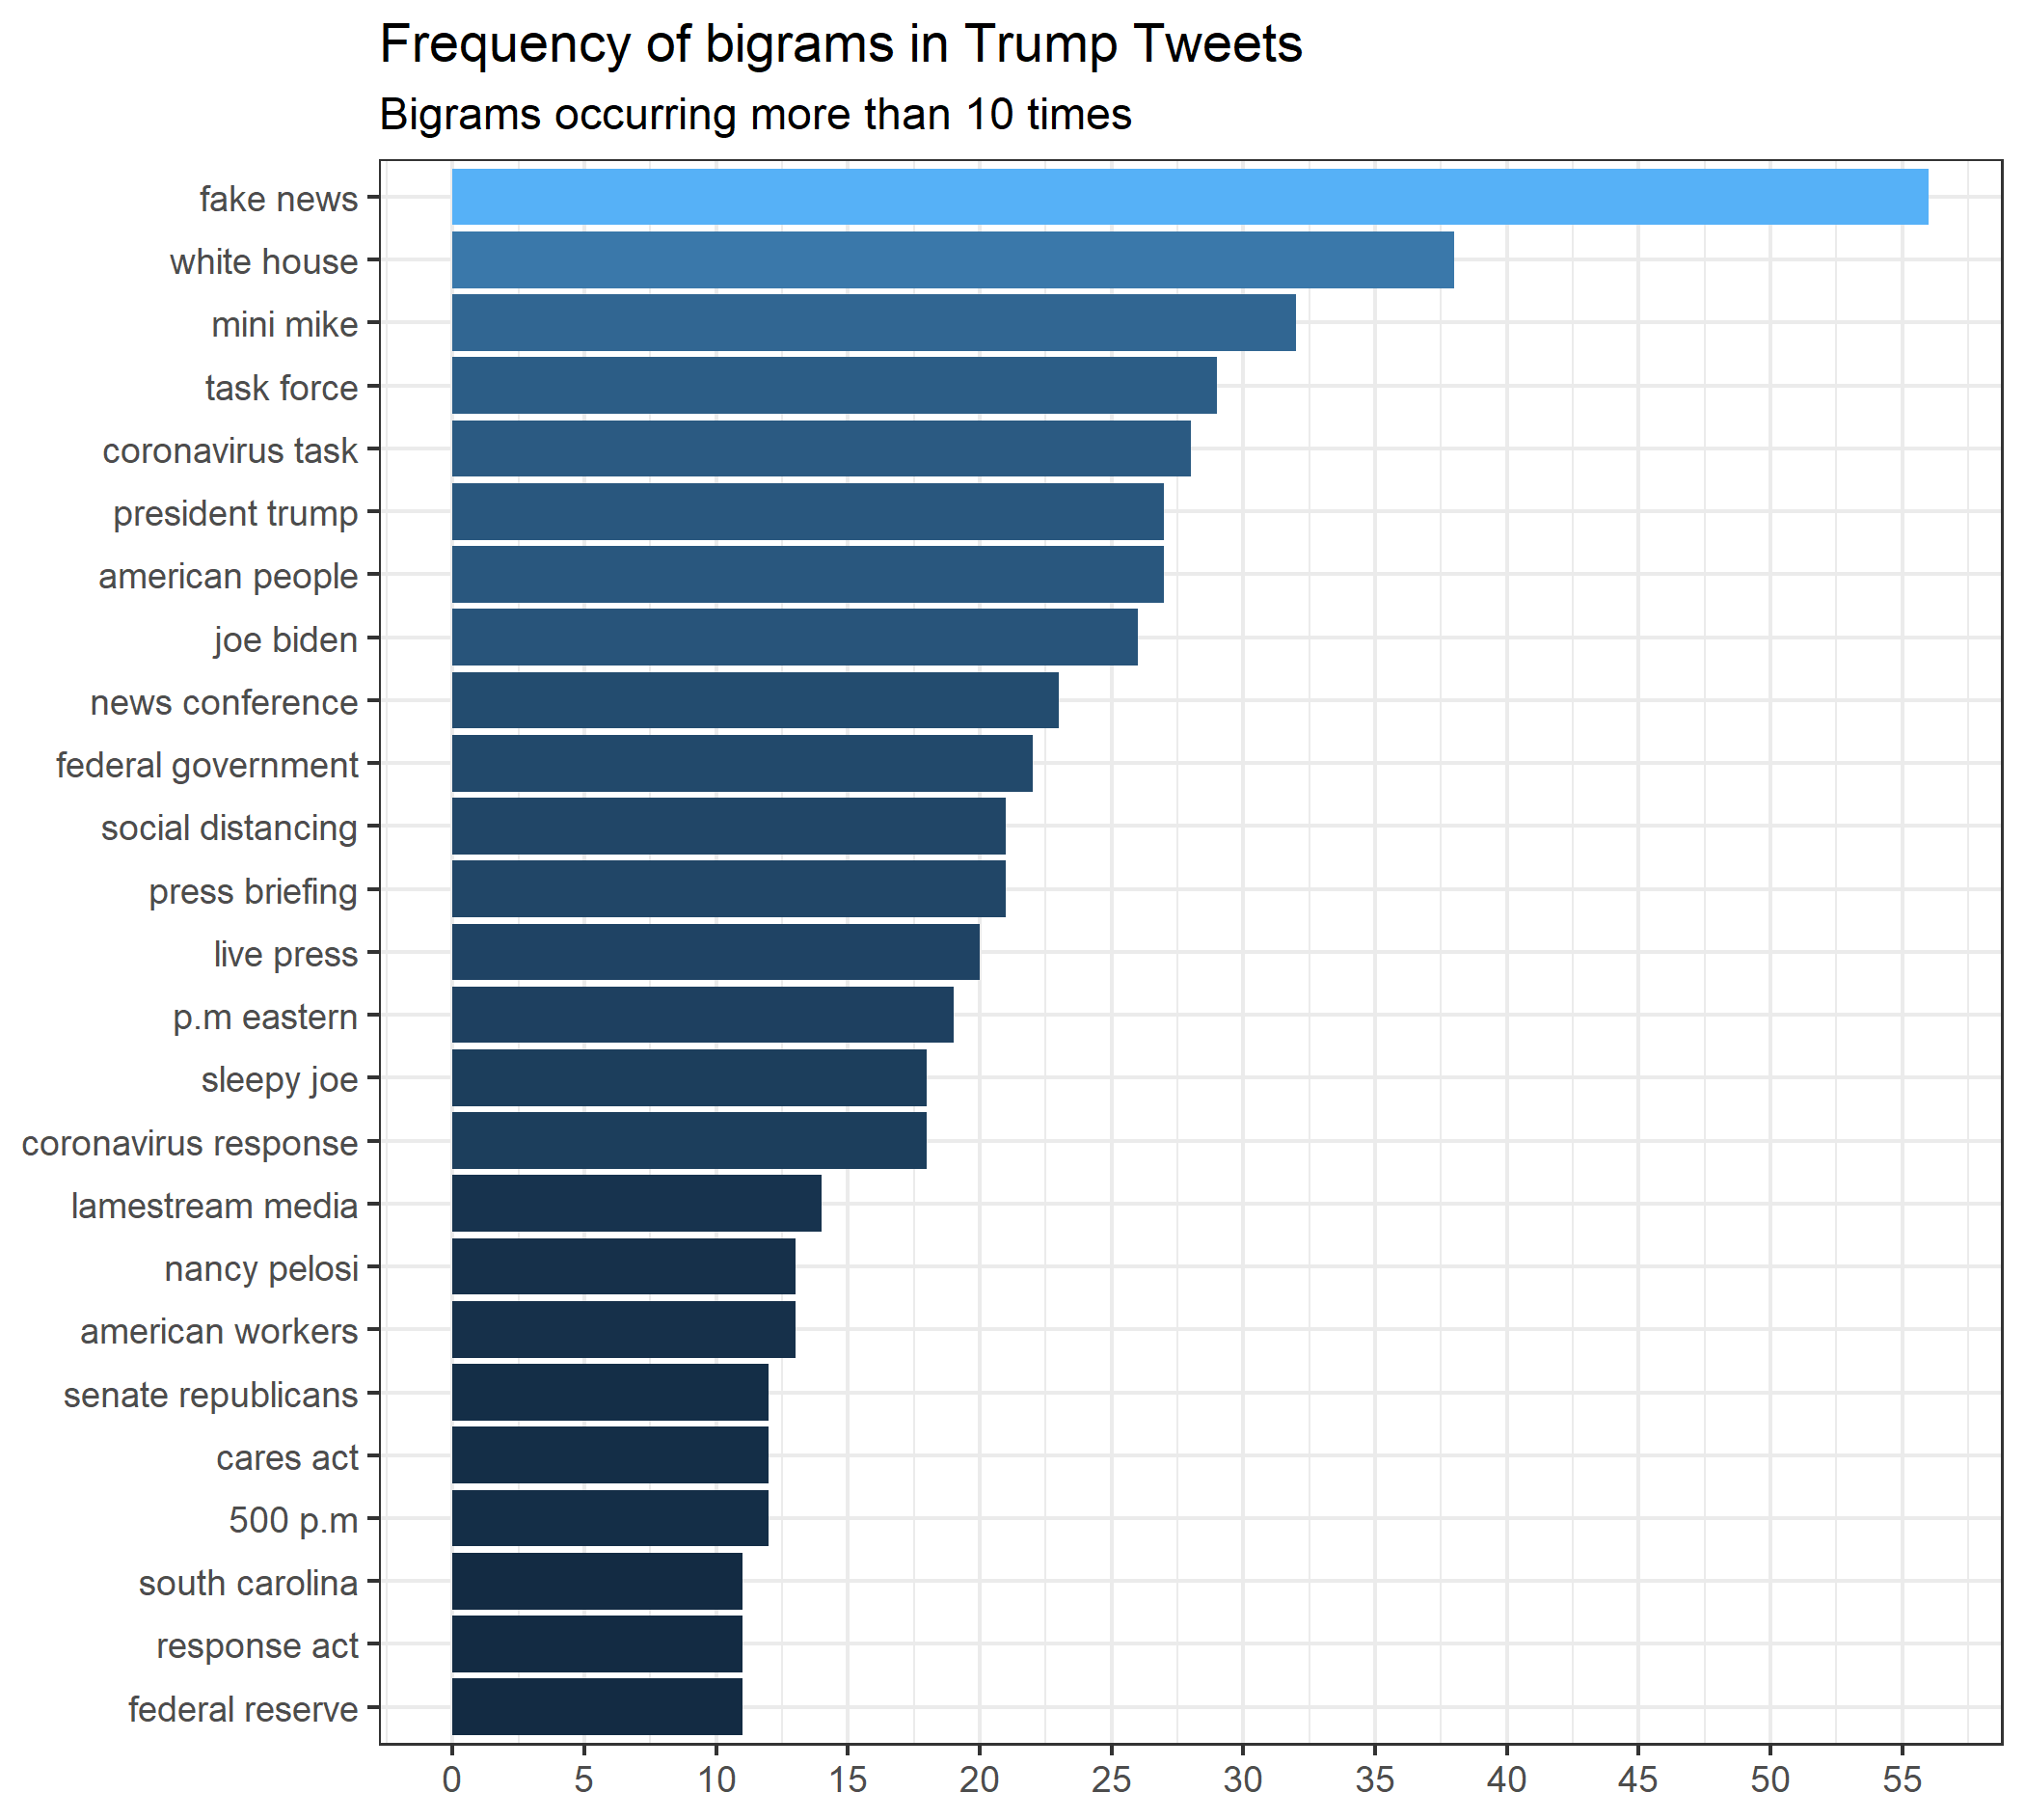 Frequency of bigrams in Trump Tweets
Bigrams occurring more than 10 times
fake news
white house
mini mike
task force
coronavirus task
president trump
american people
joe biden
news conference
federal government
social distancing
press briefing
live press
p.m eastern
sleepy joe
coronavirus response
lamestream media
nancy pelosi
american workers
senate republicans
cares act
500 p.m
south carolina
response act
federal reserve
0 5 10 15 20 25 30 35 40 45 50 55